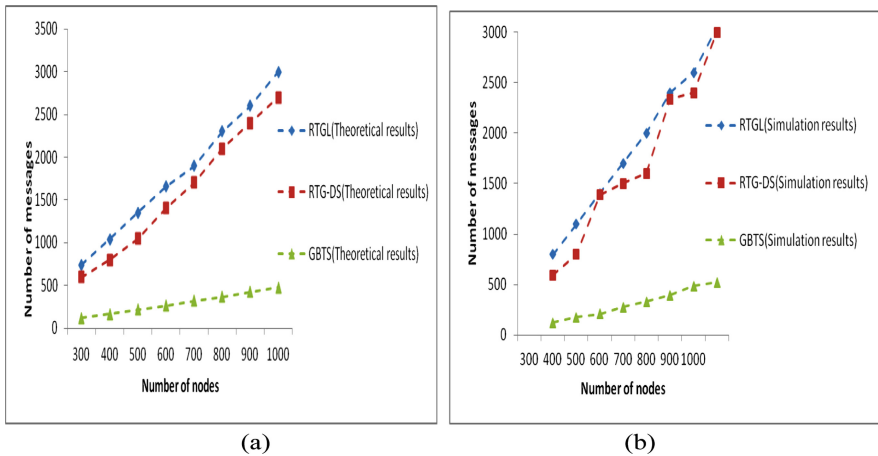 3500
3000
2500
2000
1500
1000
500
0
Number of messages
300 400 500 600 700 800 900 1000
Number of nodes
RTGL(Theoretical results)
RTG-DS(Theoretical results)
GBTS(Theoretical results)
(a)
3000
2500
2000
1500
1000
500
0
Number of messages
300 400 500 600 700 800 900 1000
Number of nodes
RTGL(Simulation results)
RTG-DS(Simulation results)
GBTS(Simulation results)
(b)